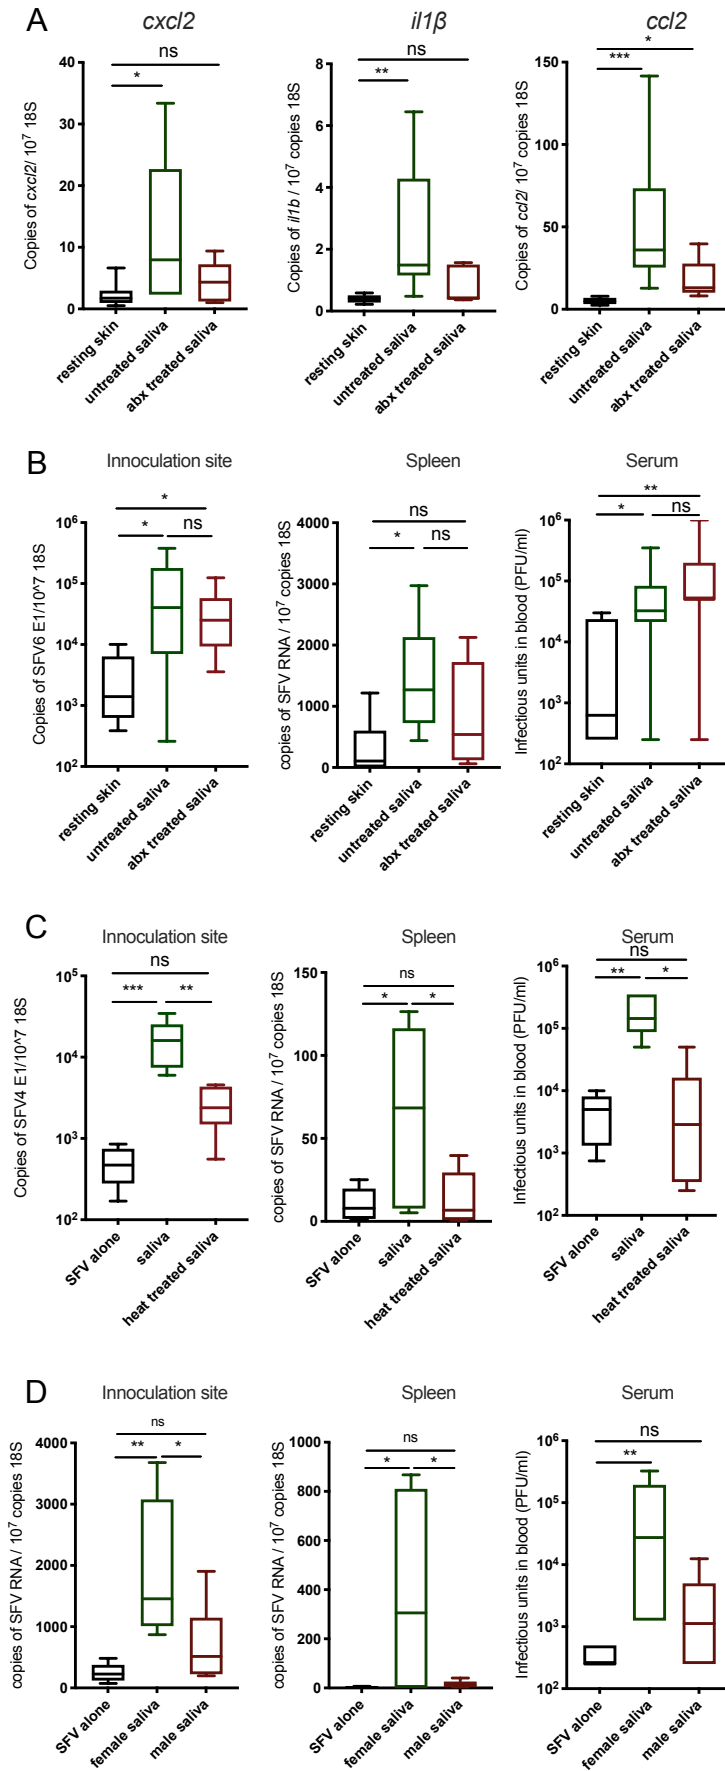 A
cxcl2
il1β
ccl2
Copies of cxcl2/ 10⁷ 18S
40
30
20
10
0
ns
*
resting skin
untreated saliva
abx treated saliva
Copies of il1b / 10⁷ copies 18S
8
6
4
2
0
ns
**
resting skin
untreated saliva
abx treated saliva
Copies of ccl2/ 10⁷ copies 18S
150
100
50
0
*
***
resting skin
untreated saliva
abx treated saliva
B
Innoculation site
Spleen
Serum
Copies of SFV6 E1/10^7 18S
10⁶
10⁵
10⁴
10³
10²
*
*
ns
resting skin
untreated saliva
abx treated saliva
copies of SFV RNA / 10⁷ copies 18S
4000
3000
2000
1000
0
ns
*
ns
resting skin
untreated saliva
abx treated saliva
Infectious units in blood (PFU/ml)
10⁶
10⁵
10⁴
10³
10²
**
*
ns
resting skin
untreated saliva
abx treated saliva
C
Innoculation site
Spleen
Serum
Copies of SFV4 E1/10^7 18S
10⁵
10⁴
10³
10²
ns
***
**
SFV alone
saliva
heat treated saliva
copies of SFV RNA / 10⁷ copies 18S
150
100
50
0
ns
*
*
SFV alone
saliva
heat treated saliva
Infectious units in blood (PFU/ml)
10⁶
10⁵
10⁴
10³
10²
ns
**
*
SFV alone
saliva
heat treated saliva
D
Innoculation site
Spleen
Serum
copies of SFV RNA / 10⁷ copies 18S
4000
3000
2000
1000
0
ns
**
*
SFV alone
female saliva
male saliva
copies of SFV RNA / 10⁷ copies 18S
1000
800
600
400
200
0
ns
*
*
SFV alone
female saliva
male saliva
Infectious units in blood (PFU/ml)
10⁶
10⁵
10⁴
10³
10²
ns
**
SFV alone
female saliva
male saliva